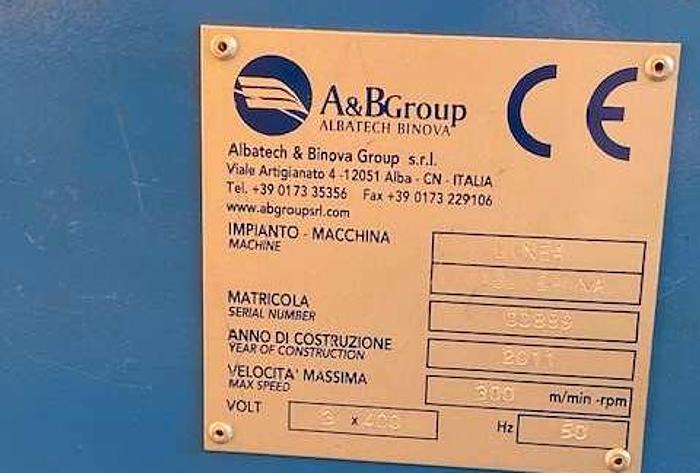 A&BGroup
ALBATECH BINOVA
CE
Albatech & Binova Group s.r.l.
Viale Artigianato 4 -12051 Alba - CN - ITALIA
Tel. +39 0173 35356 Fax +39 0173 229106
www.abgroupsrl.com
IMPIANTO - MACCHINA
MACHINE
LINEA
MATRICOLA
SERIAL NUMBER
ANNO DI COSTRUZIONE
YEAR OF CONSTRUCTION
2011
VELOCITA' MASSIMA
MAX SPEED
300 m/min -rpm
VOLT
3 x 400
Hz
50